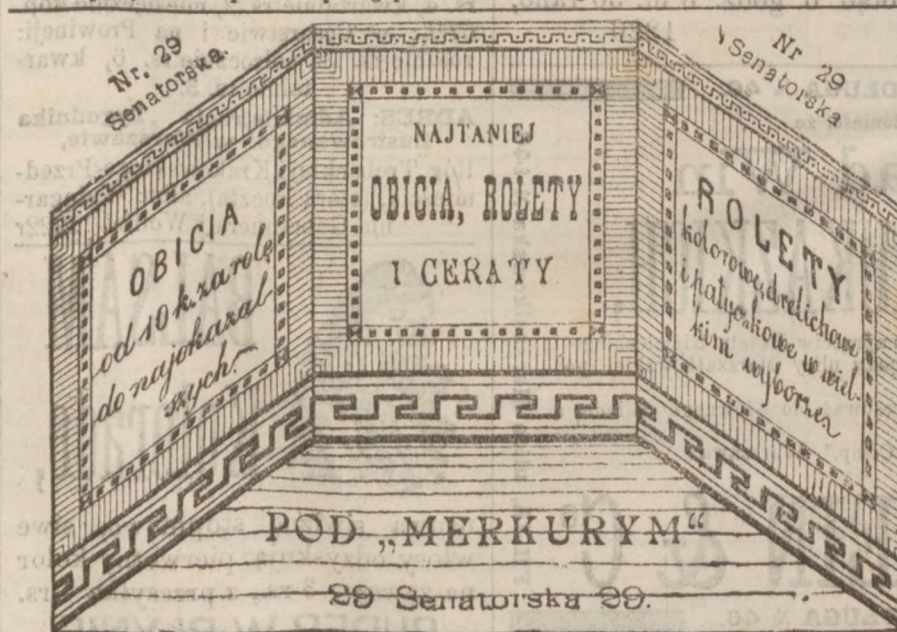 Nr. 29
Senatorska.
Nr 29
Senatorska
OBICIA
od 10 k. za rolę
do najokazal-
szych.
NAJTANIEJ
OBICIA, ROLETY
I CERATY
ROLETY
kolorowe, drelichowe
i patyczkowe w wiel-
kim wyborze
POD „MERKURYM“
29 Senatorska 29.